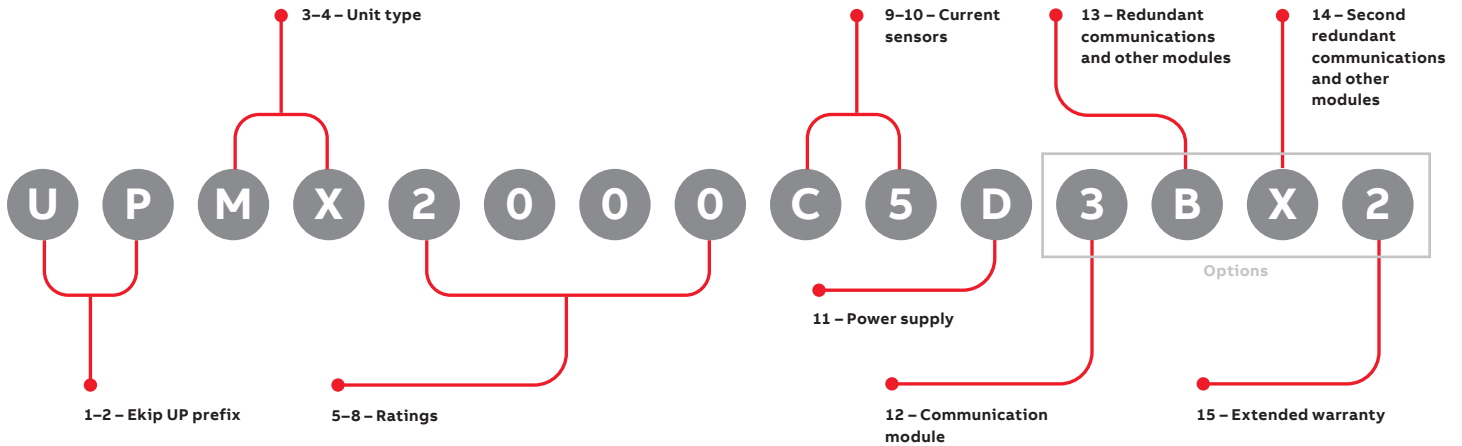 3–4 – Unit type
9–10 – Current
sensors
13 – Redundant
communications
and other modules
14 – Second
redundant
communications
and other
modules
U P M X 2 0 0 0 C 5 D 3 B X 2
Options
11 – Power supply
1–2 – Ekip UP prefix
5–8 – Ratings
12 – Communication
module
15 – Extended warranty